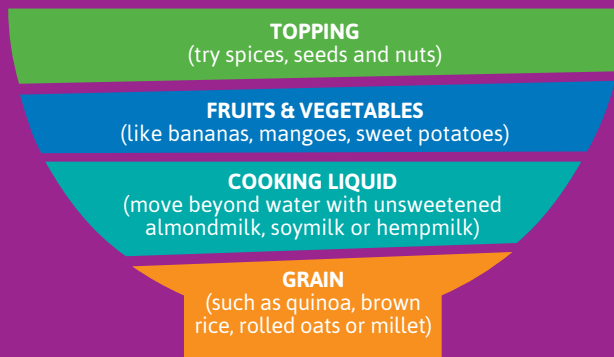 TOPPING
(try spices, seeds and nuts)
FRUITS & VEGETABLES
(like bananas, mangoes, sweet potatoes)
COOKING LIQUID
(move beyond water with unsweetened
almondmilk, soymilk or hempmilk)
GRAIN
(such as quinoa, brown
rice, rolled oats or millet)